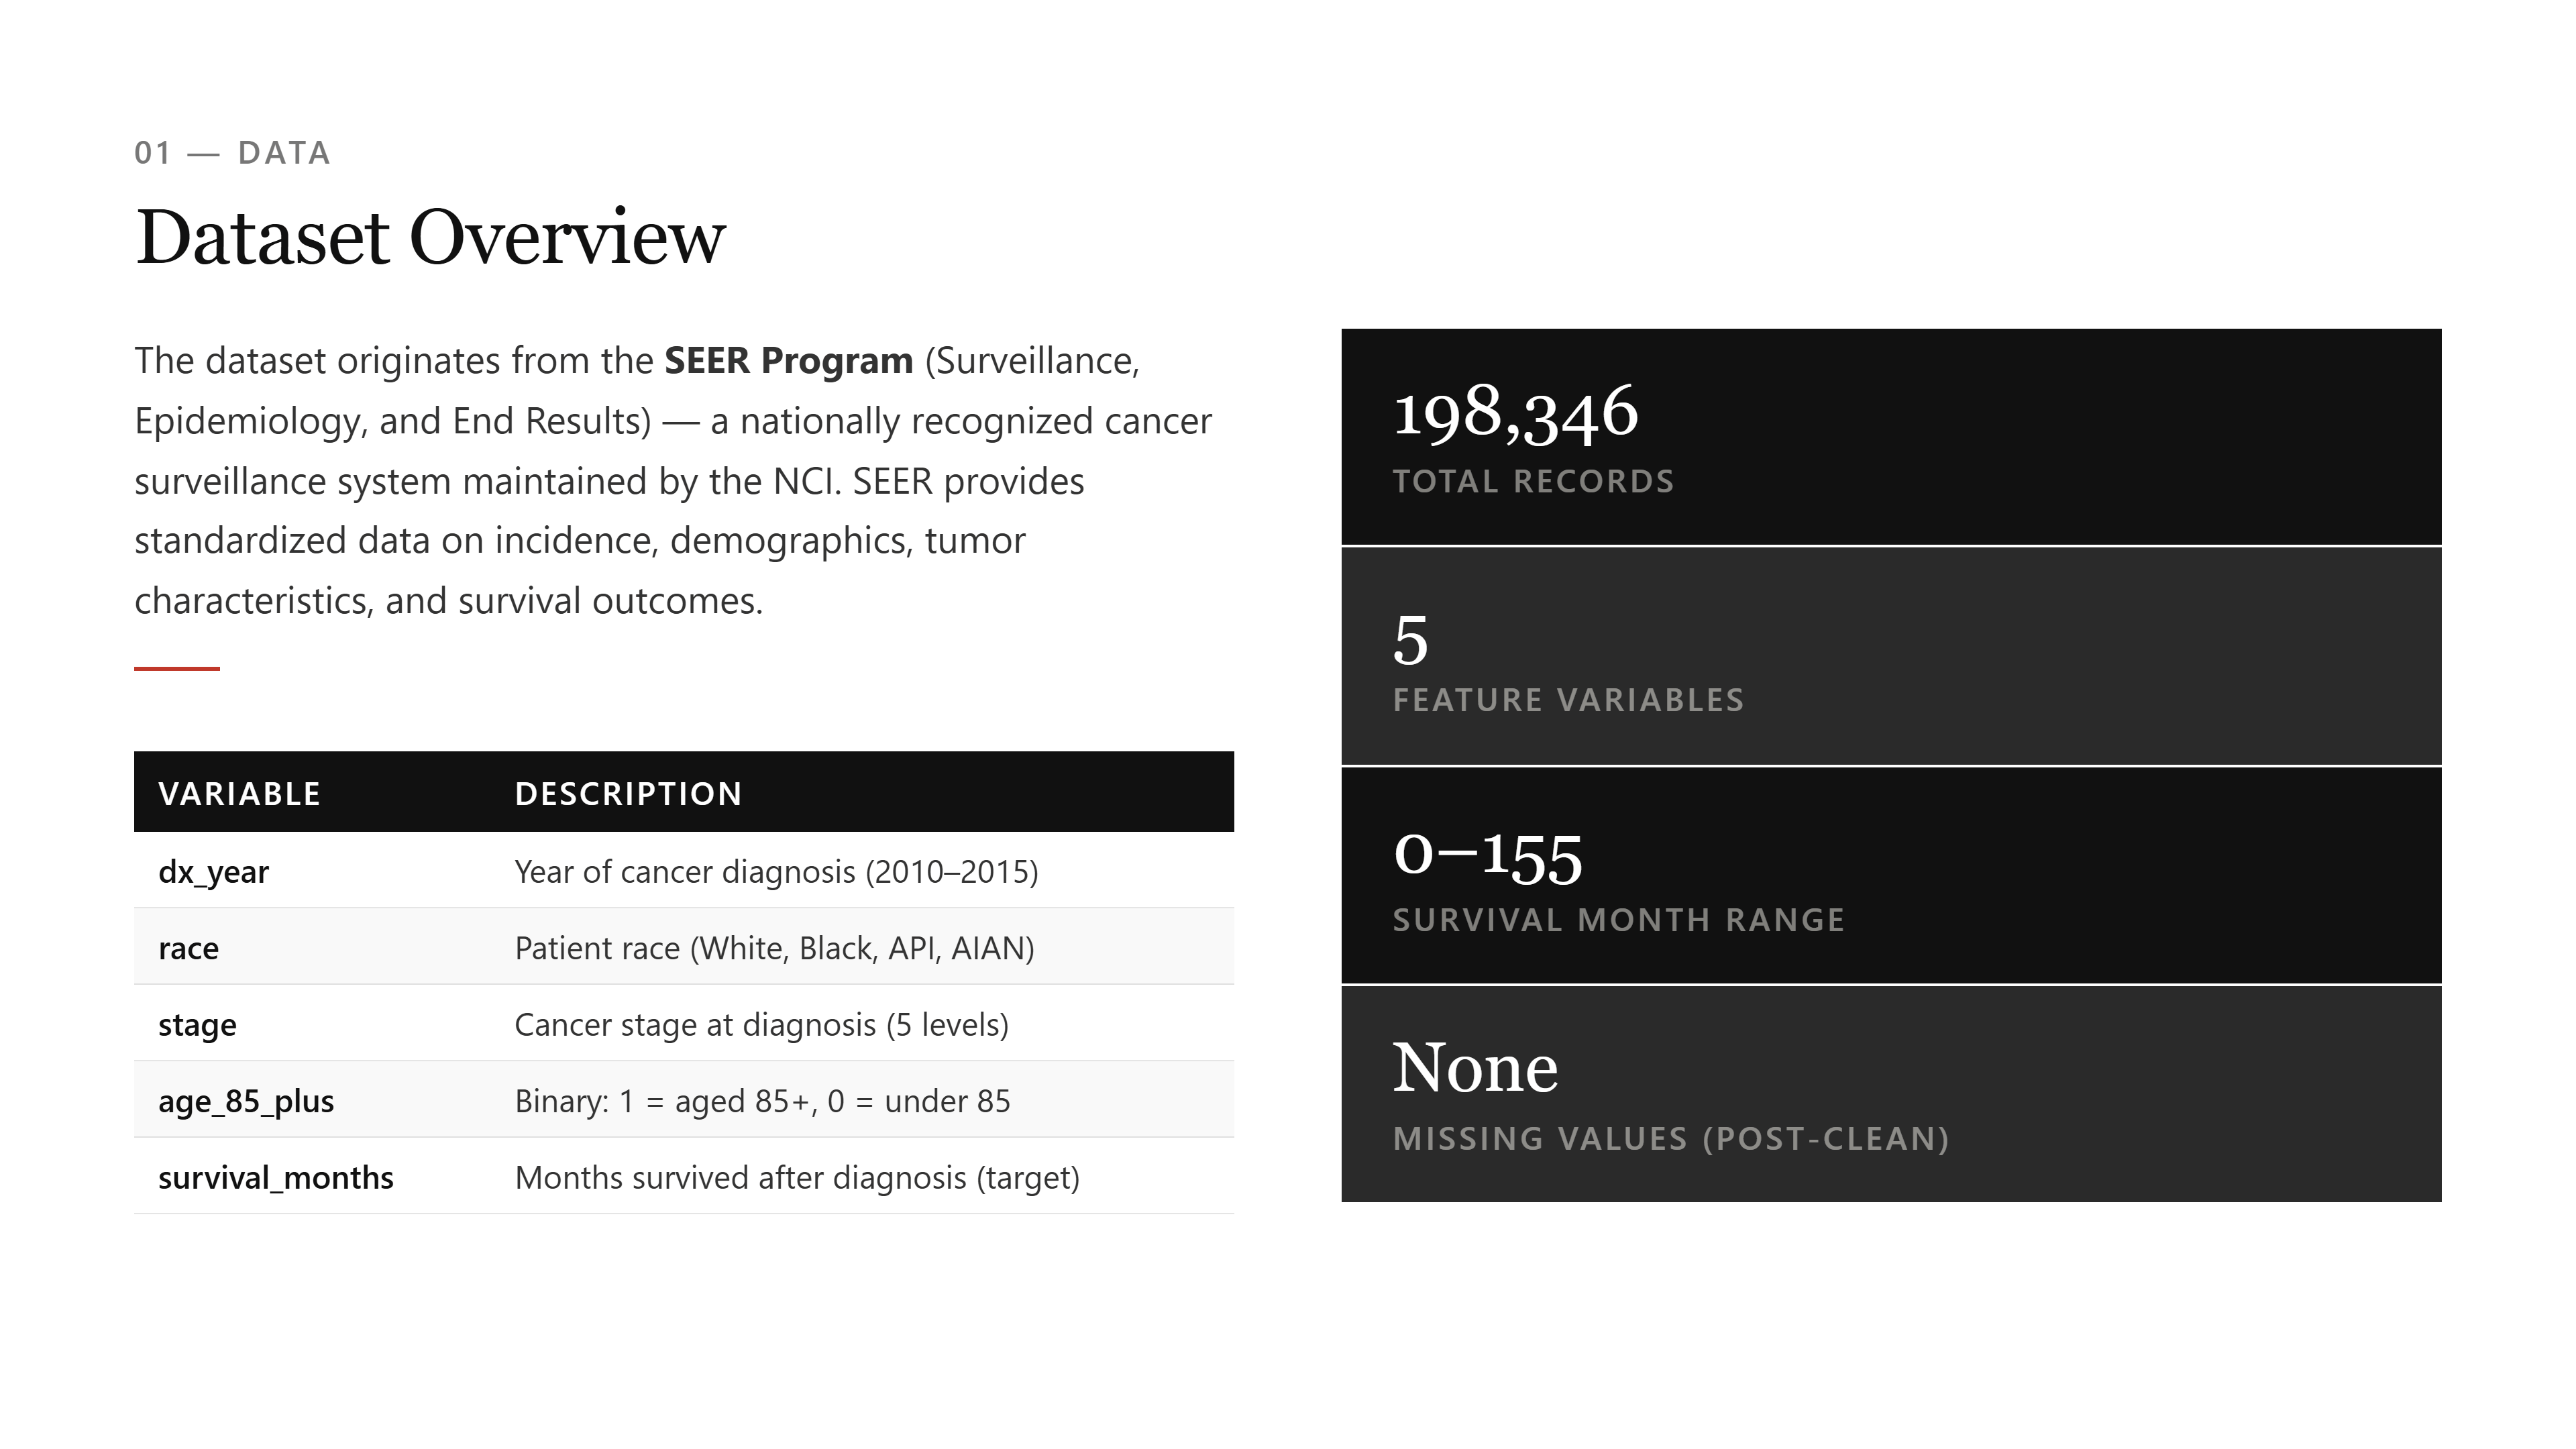 01 — DATA
Dataset Overview
The dataset originates from the SEER Program (Surveillance,
Epidemiology, and End Results) — a nationally recognized cancer
surveillance system maintained by the NCI. SEER provides
standardized data on incidence, demographics, tumor
characteristics, and survival outcomes.
VARIABLE DESCRIPTION
dx_year Year of cancer diagnosis (2010–2015)
race Patient race (White, Black, API, AIAN)
stage Cancer stage at diagnosis (5 levels)
age_85_plus Binary: 1 = aged 85+, 0 = under 85
survival_months Months survived after diagnosis (target)
198,346
TOTAL RECORDS
5
FEATURE VARIABLES
0–155
SURVIVAL MONTH RANGE
None
MISSING VALUES (POST-CLEAN)